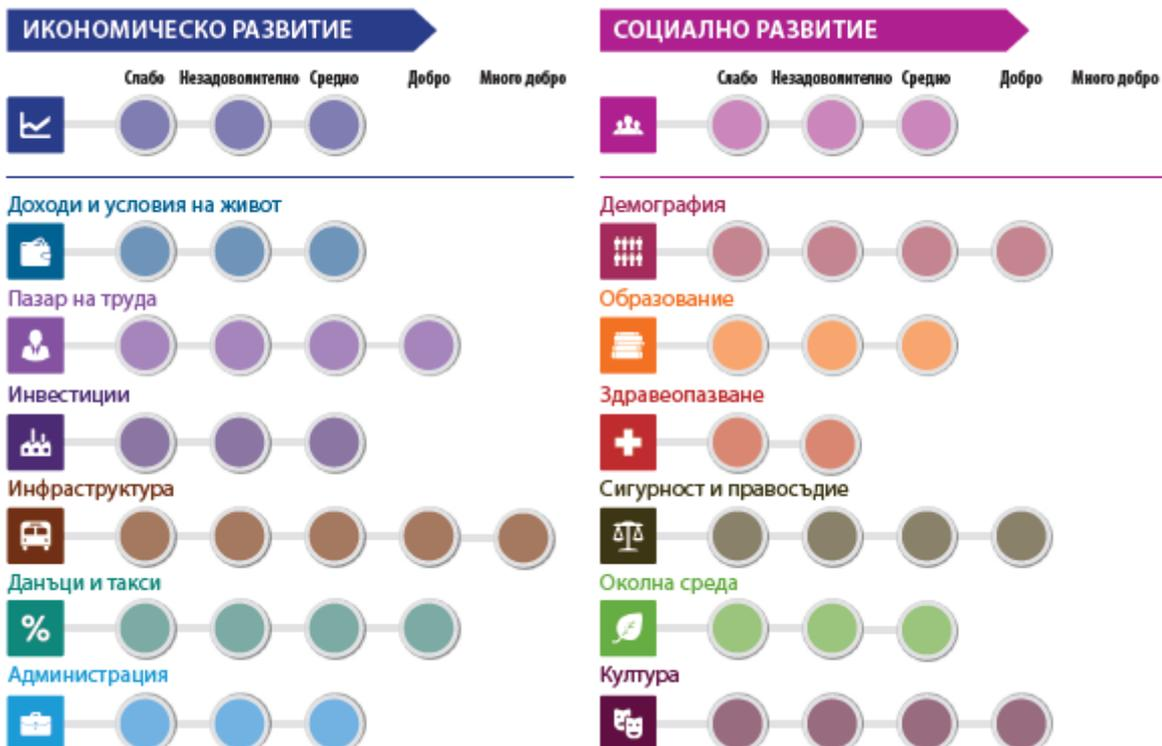 ИКОНОМИЧЕСКО РАЗВИТИЕ
Слабо Незадоволително Средно Добро Много добро
Доходи и условия на живот
Пазар на труда
Инвестиции
Инфраструктура
Данъци и такси
%
Администрация
СОЦИАЛНО РАЗВИТИЕ
Слабо Незадоволително Средно Добро Много добро
Демография
Образование
Здравеопазване
Сигурност и правосъдие
Околна среда
Култура